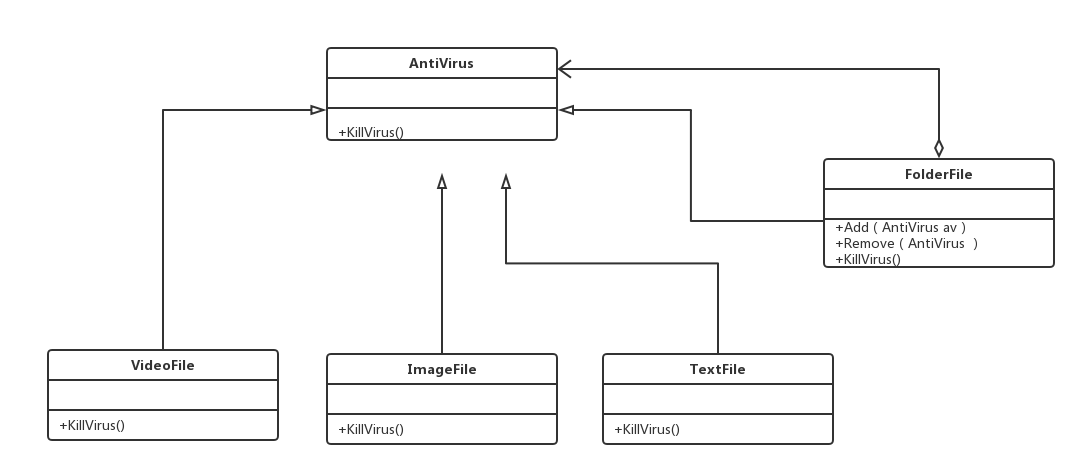 AntiVirus
+KillVirus()
FolderFile
+Add ( AntiVirus av )
+Remove ( AntiVirus  )
+KillVirus()
VideoFile
+KillVirus()
ImageFile
+KillVirus()
TextFile
+KillVirus()